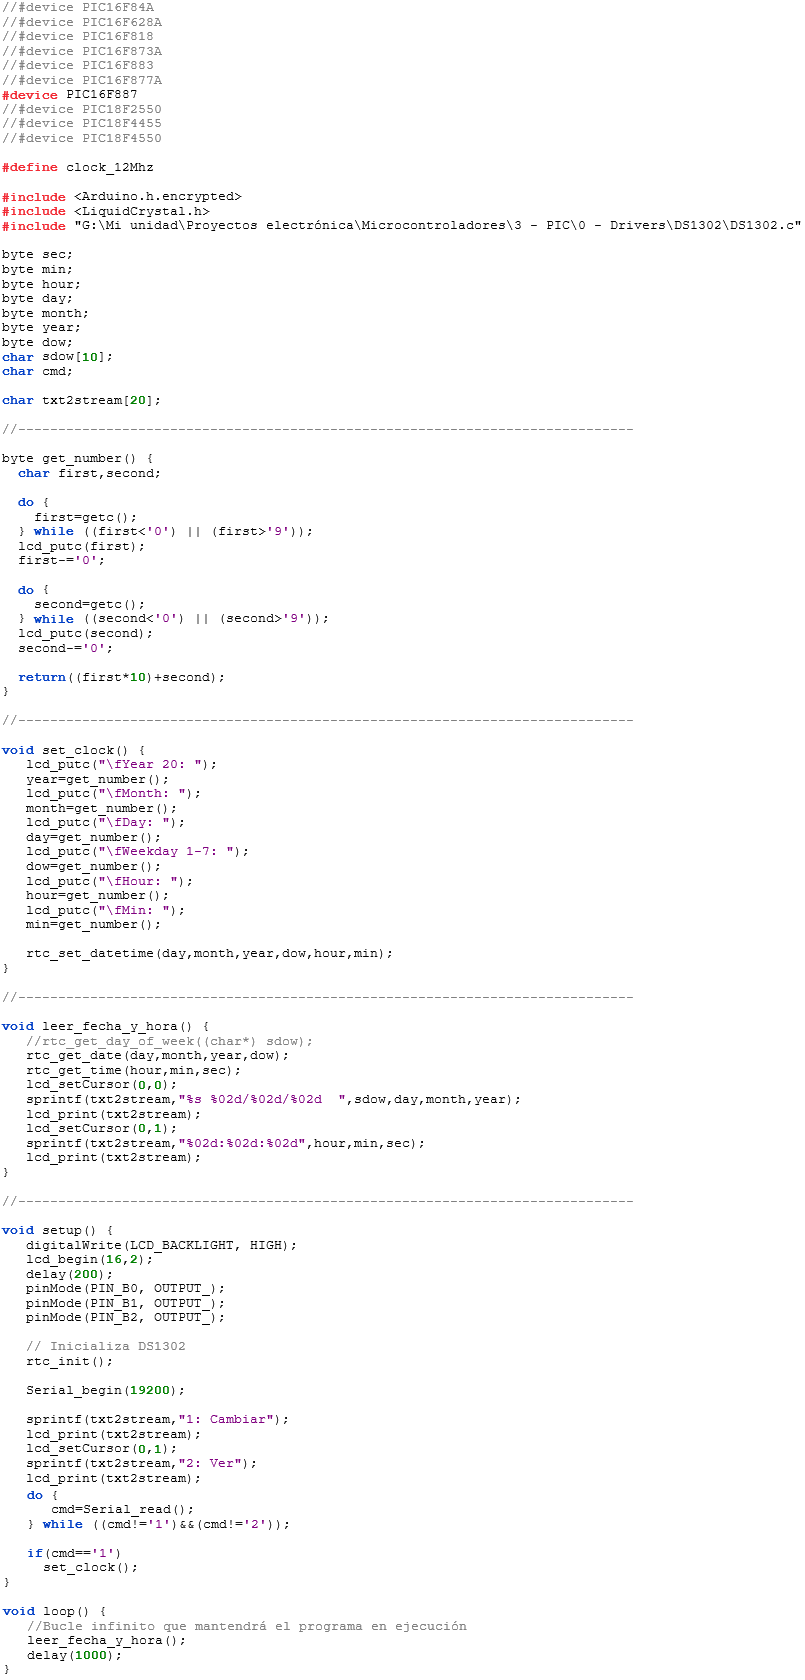 //#device PIC16F84A
//#device PIC16F628A
//#device PIC16F818
//#device PIC16F873A
//#device PIC16F883
//#device PIC16F877A
#device PIC16F887
//#device PIC18F2550
//#device PIC18F4455
//#device PIC18F4550
#define clock_12Mhz
#include <Arduino.h.encrypted>
#include <LiquidCrystal.h>
#include "G:\Mi unidad\Proyectos electrónica\Microcontroladores\3 - PIC\0 - Drivers\DS1302\DS1302.c"
byte sec;
byte min;
byte hour;
byte day;
byte month;
byte year;
byte dow;
char sdow[10];
char cmd;
char txt2stream[20];
//-----------------------------------------------------------------------------
byte get_number() {
  char first,second;
  do {
    first=getc();
  } while ((first<'0') || (first>'9'));
  lcd_putc(first);
  first-='0';
  do {
    second=getc();
  } while ((second<'0') || (second>'9'));
  lcd_putc(second);
  second-='0';
  return((first*10)+second);
}
//-----------------------------------------------------------------------------
void set_clock() {
   lcd_putc("\fYear 20: ");
   year=get_number();
   lcd_putc("\fMonth: ");
   month=get_number();
   lcd_putc("\fDay: ");
   day=get_number();
   lcd_putc("\fWeekday 1-7: ");
   dow=get_number();
   lcd_putc("\fHour: ");
   hour=get_number();
   lcd_putc("\fMin: ");
   min=get_number();
   rtc_set_datetime(day,month,year,dow,hour,min);
}
//-----------------------------------------------------------------------------
void leer_fecha_y_hora() {
   //rtc_get_day_of_week((char*) sdow);
   rtc_get_date(day,month,year,dow);
   rtc_get_time(hour,min,sec);
   lcd_setCursor(0,0);
   sprintf(txt2stream,"%s %02d/%02d/%02d  ",sdow,day,month,year);
   lcd_print(txt2stream);
   lcd_setCursor(0,1);
   sprintf(txt2stream,"%02d:%02d:%02d",hour,min,sec);
   lcd_print(txt2stream);
}
//-----------------------------------------------------------------------------
void setup() {
   digitalWrite(LCD_BACKLIGHT, HIGH);
   lcd_begin(16,2);
   delay(200);
   pinMode(PIN_B0, OUTPUT_);
   pinMode(PIN_B1, OUTPUT_);
   pinMode(PIN_B2, OUTPUT_);
   // Inicializa DS1302
   rtc_init();
   Serial_begin(19200);
   sprintf(txt2stream,"1: Cambiar");
   lcd_print(txt2stream);
   lcd_setCursor(0,1);
   sprintf(txt2stream,"2: Ver");
   lcd_print(txt2stream);
   do {
      cmd=Serial_read();
   } while ((cmd!='1')&&(cmd!='2'));
   if(cmd=='1')
     set_clock();
}
void loop() {
   //Bucle infinito que mantendrá el programa en ejecución
   leer_fecha_y_hora();
   delay(1000);
}